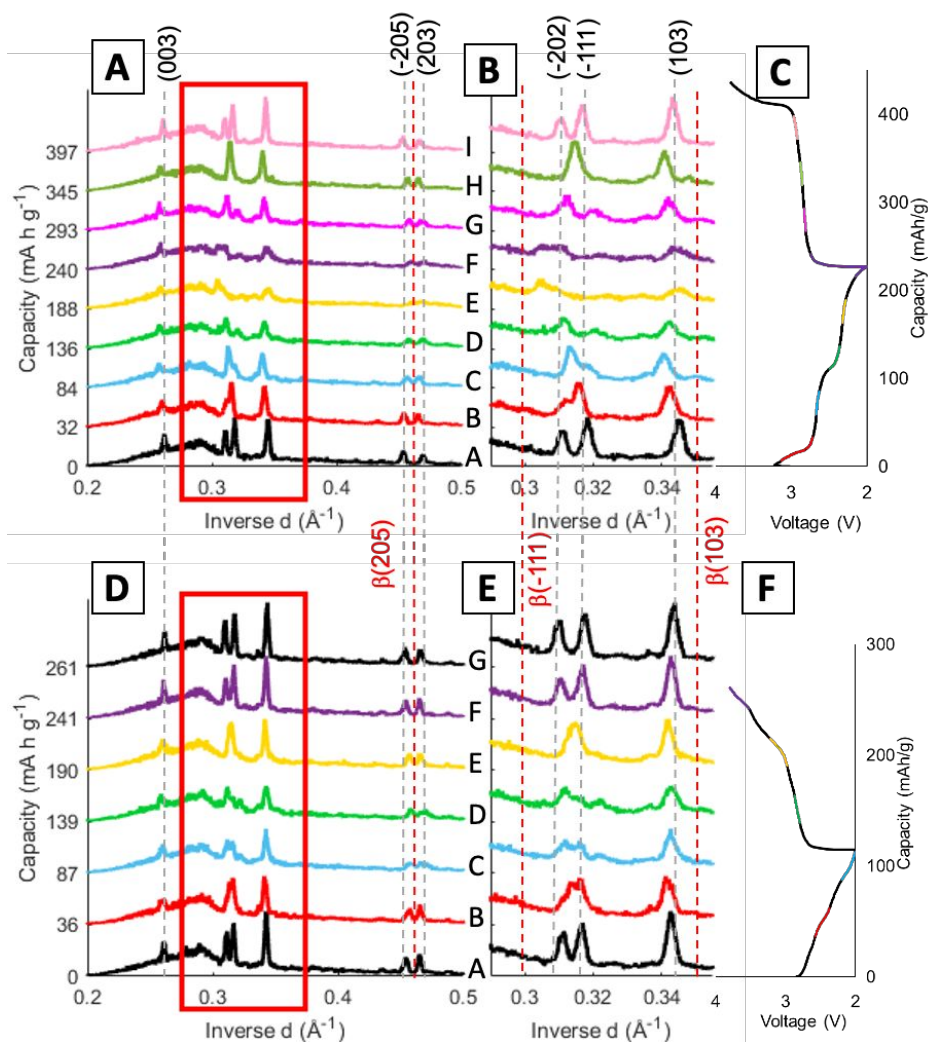 A
B
C
(003)
(-205)
(203)
(-202)
(-111)
(103)
Capacity (mA h g⁻¹)
397
345
293
240
188
136
84
32
0
I
H
G
F
E
D
C
B
A
0.2
0.3
0.4
0.5
Inverse d (Å⁻¹)
0.3
0.32
0.34
Inverse d (Å⁻¹)
400
300
200
100
0
Capacity (mAh/g)
4
3
2
Voltage (V)
β(205)
β(-111)
β(103)
D
E
F
Capacity (mA h g⁻¹)
261
241
190
139
87
36
0
G
F
E
D
C
B
A
0.2
0.3
0.4
0.5
Inverse d (Å⁻¹)
0.3
0.32
0.34
Inverse d (Å⁻¹)
300
200
100
0
Capacity (mAh/g)
4
3
2
Voltage (V)